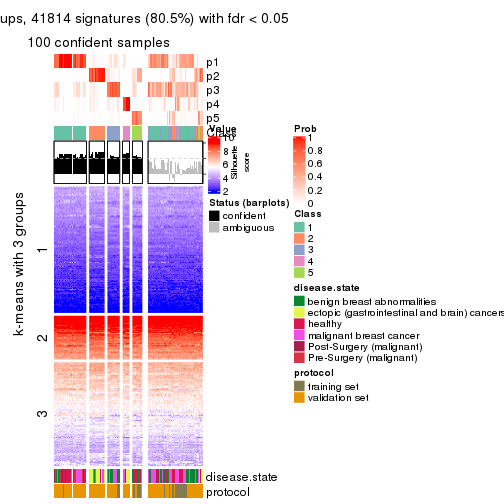 ups, 41814 signatures (80.5%) with fdr < 0.05
100 confident samples
p1
p2
p3
p4
p5
Class
Value
10
8
6
4
2
Silhouette
score
Prob
1
0.8
0.6
0.4
0.2
0
Status (barplots)
confident
ambiguous
Class
1
2
3
4
5
disease.state
benign breast abnormalities
ectopic (gastrointestinal and brain) cancers
healthy
malignant breast cancer
Post-Surgery (malignant)
Pre-Surgery (malignant)
protocol
training set
validation set
k-means with 3 groups
1
2
3
disease.state
protocol